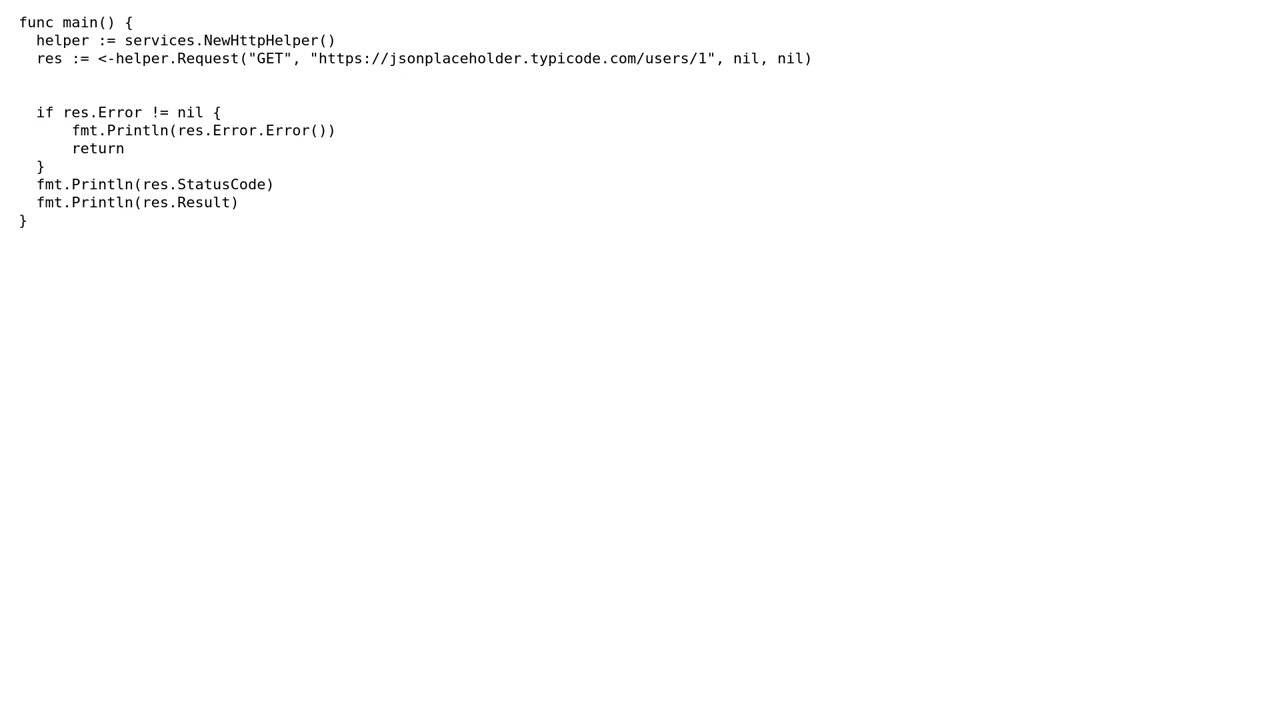 func main() {
  helper := services.NewHttpHelper()
  res := <-helper.Request("GET", "https://jsonplaceholder.typicode.com/users/1", nil, nil)


  if res.Error != nil {
      fmt.Println(res.Error.Error())
      return
  }
  fmt.Println(res.StatusCode)
  fmt.Println(res.Result)
}